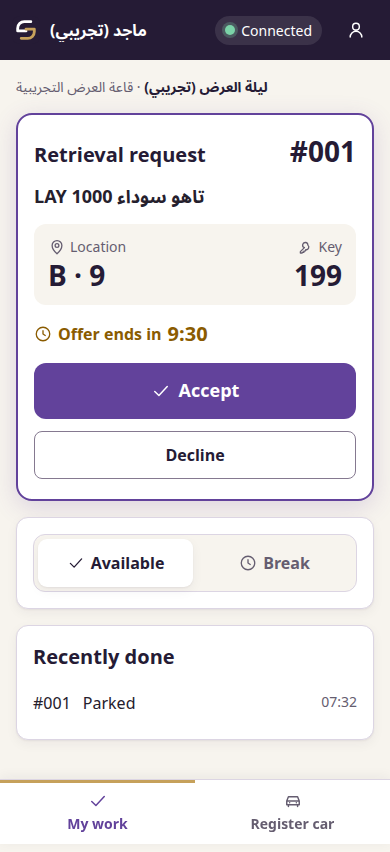 ماجد (تجريبي)
Connected
ليلة العرض (تجريبي) · قاعة العرض التجريبية
Retrieval request
#001
تاهو سوداء LAY 1000
Location
Key
B · 9
199
Offer ends in 9:30
Accept
Decline
Available
Break
Recently done
#001 Parked
07:32
My work
Register car